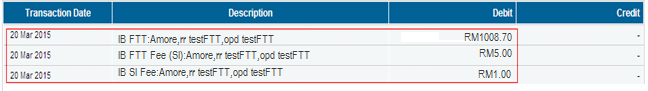 Transaction Date Description Debit Credit
20 Mar 2015 IB FTT:Amore,rr testFTT,opd testFTT RM1008.70 -
20 Mar 2015 IB FTT Fee (SI):Amore,rr testFTT,opd testFTT RM5.00 -
20 Mar 2015 IB SI Fee:Amore,rr testFTT,opd testFTT RM1.00 -